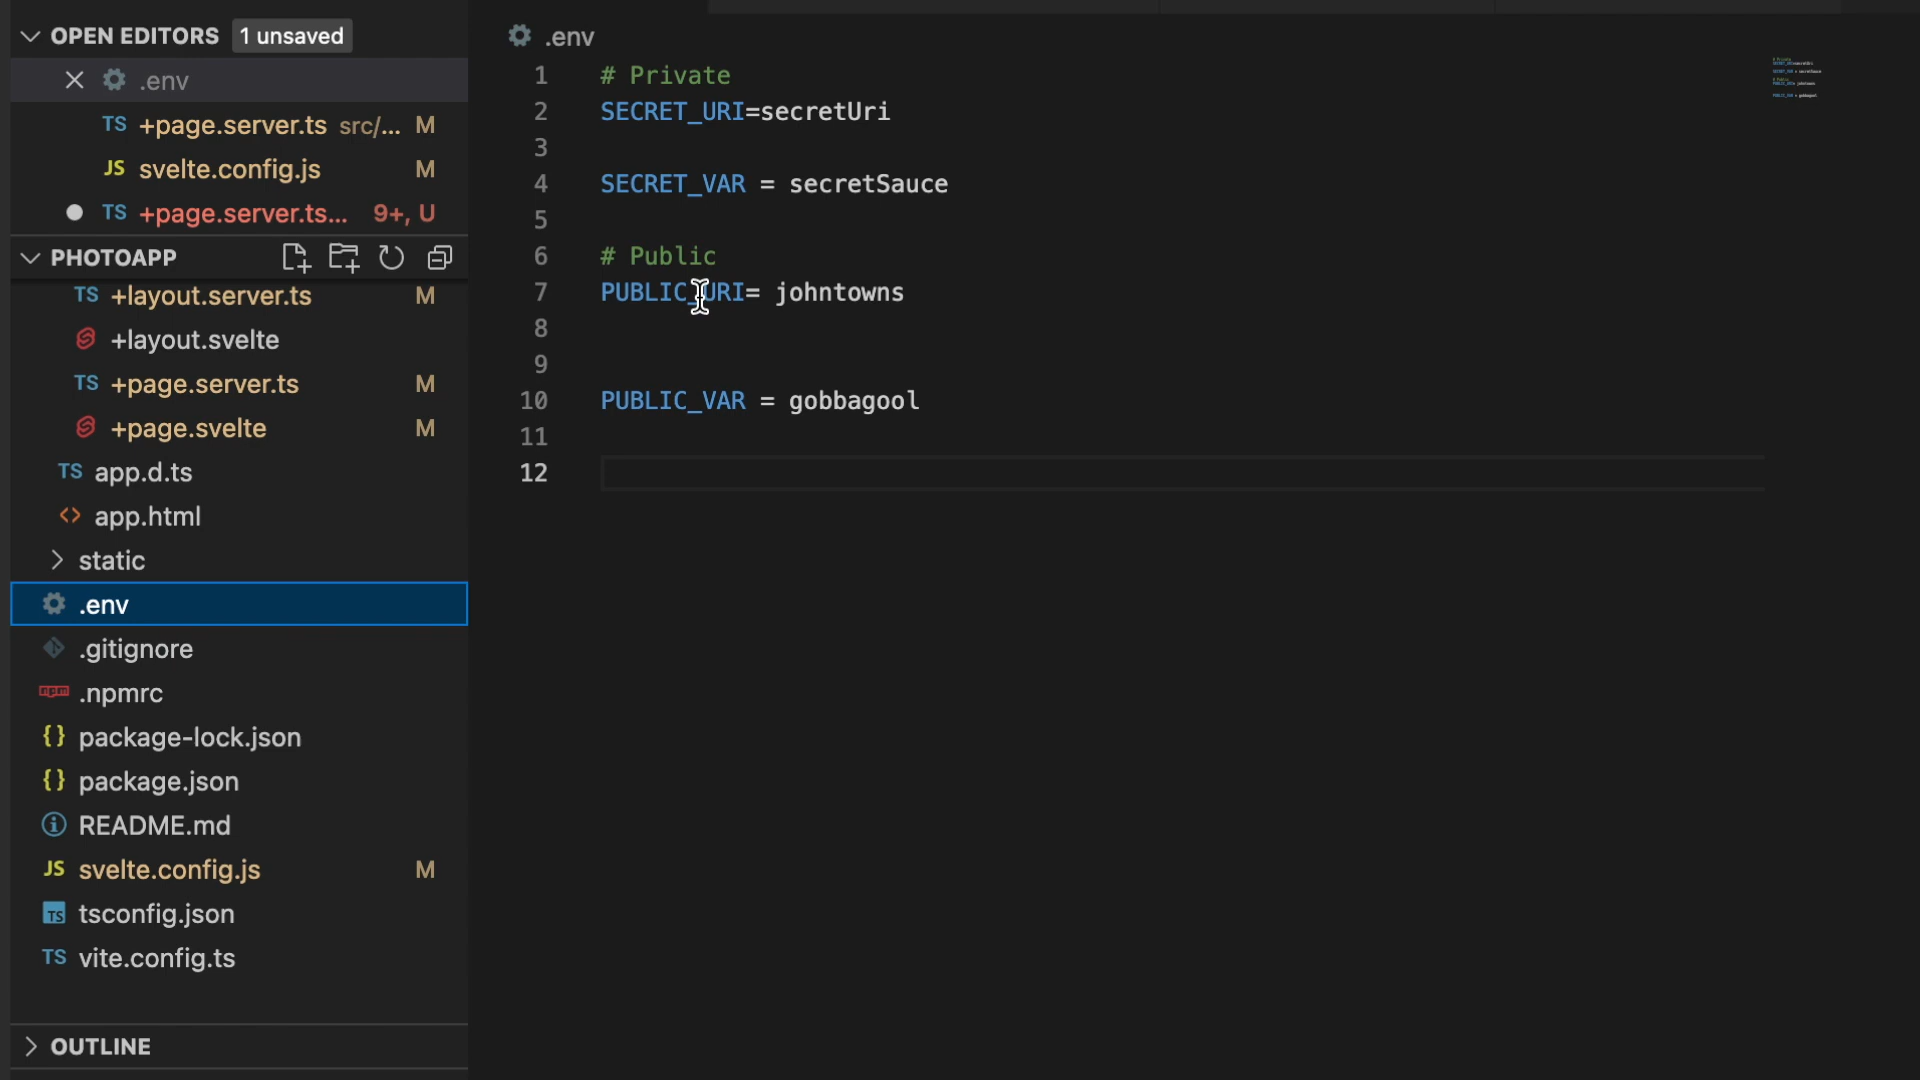 OPEN EDITORS 1 unsaved
.env
TS +page.server.ts src/... M
JS svelte.config.js M
TS +page.server.ts... 9+, U
PHOTOAPP
TS +layout.server.ts M
+layout.svelte
TS +page.server.ts M
+page.svelte M
TS app.d.ts
<> app.html
static
.env
.gitignore
npm .npmrc
{} package-lock.json
{} package.json
README.md
JS svelte.config.js M
TS tsconfig.json
TS vite.config.ts
OUTLINE
.env
1 # Private
2 SECRET_URI=secretUri
3
4 SECRET_VAR = secretSauce
5
6 # Public
7 PUBLIC_URI= johntowns
8
9
10 PUBLIC_VAR = gobbagool
11
12